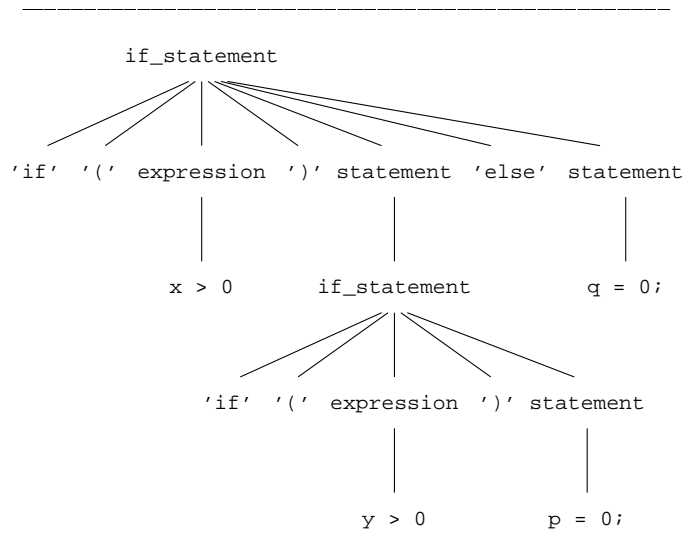 if_statement
'if' '(' expression ')' statement 'else' statement
x > 0 if_statement q = 0;
'if' '(' expression ')' statement
y > 0 p = 0;